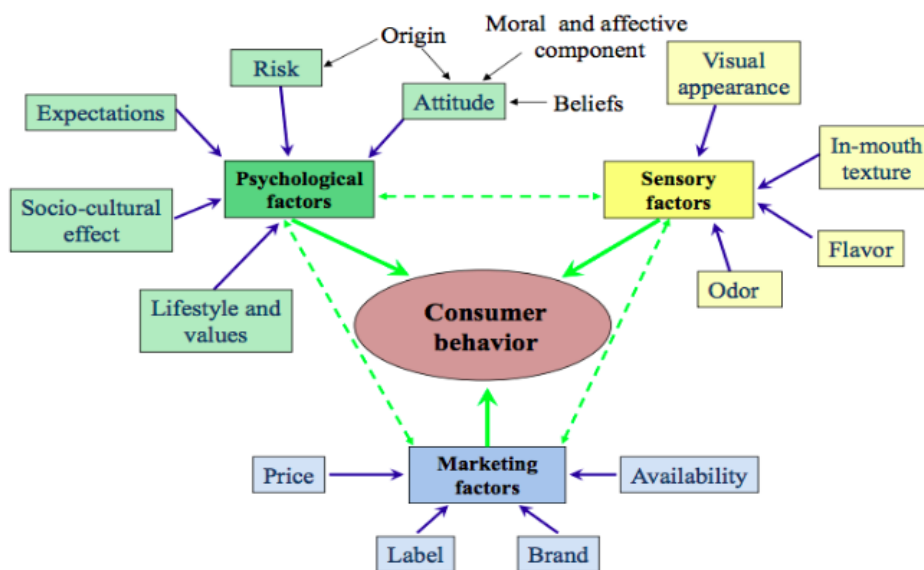 Origin
Moral and affective
component
Risk
Attitude
Beliefs
Visual
appearance
Expectations
In-mouth
texture
Psychological
factors
Sensory
factors
Socio-cultural
effect
Flavor
Odor
Lifestyle and
values
Consumer
behavior
Price
Marketing
factors
Availability
Label
Brand